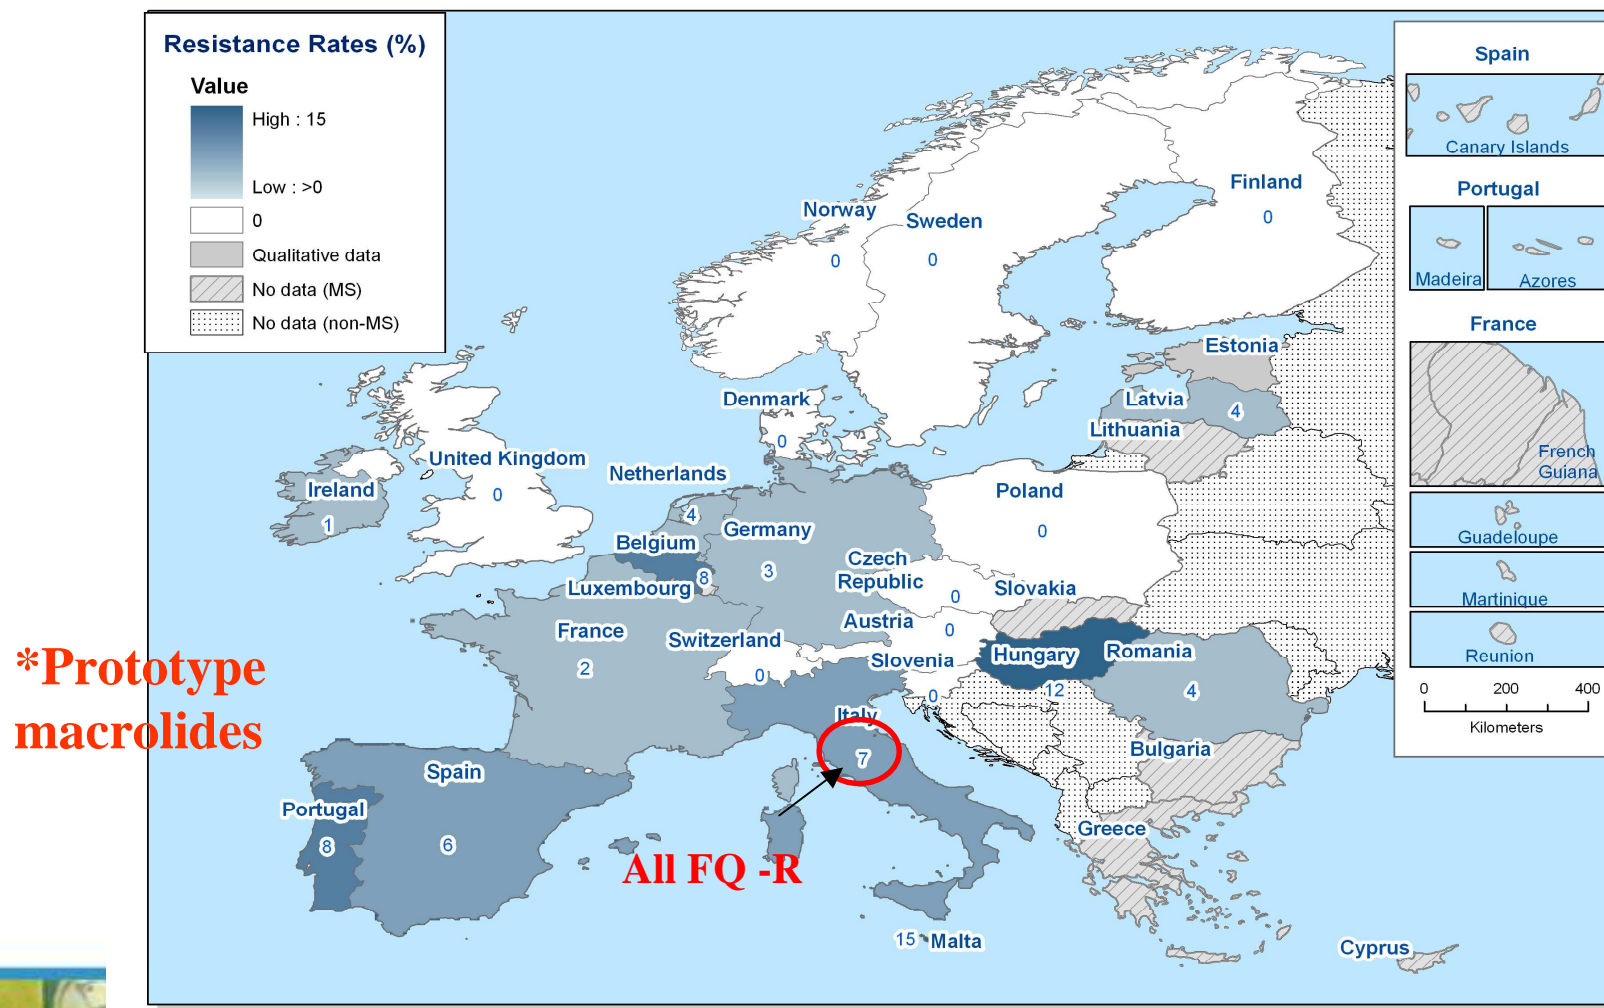 Resistance Rates (%)
Value
High : 15
Low : >0
0
Qualitative data
No data (MS)
No data (non-MS)
Spain
Canary Islands
Portugal
Madeira
Azores
France
French
Guiana
Guadeloupe
Martinique
Reunion
0 200 400
Kilometers
Norway
0
Sweden
0
Finland
0
Estonia
Latvia
4
Lithuania
Denmark
0
United Kingdom
0
Ireland
1
Netherlands
4
Germany
3
Belgium
8
Luxembourg
Poland
0
Czech
Republic
0
Slovakia
Austria
0
France
2
Switzerland
0
Slovenia
0
Hungary
12
Romania
4
Italy
7
Bulgaria
Spain
6
Portugal
8
Greece
15 Malta
Cyprus
*Prototype
macrolides
All FQ -R